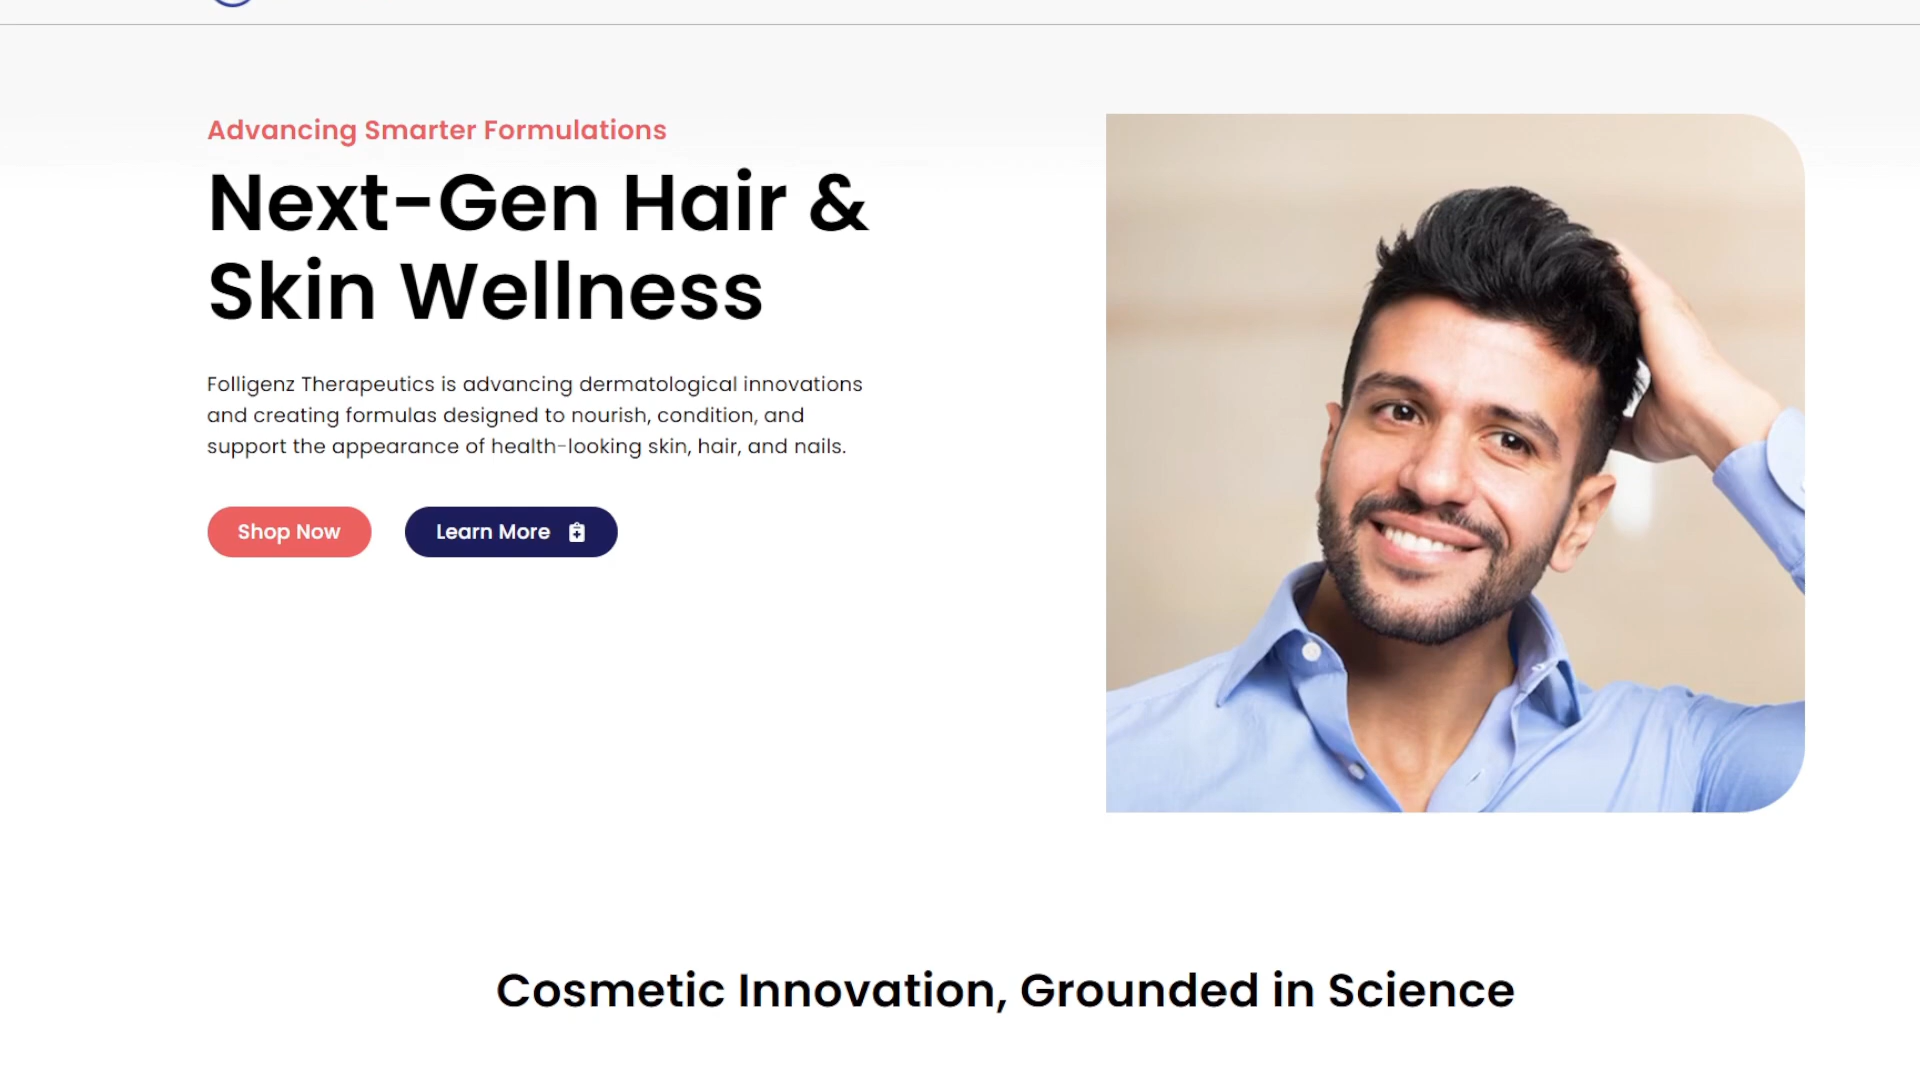 Advancing Smarter Formulations
Next-Gen Hair &
Skin Wellness
Folligenz Therapeutics is advancing dermatological innovations
and creating formulas designed to nourish, condition, and
support the appearance of health-looking skin, hair, and nails.
Shop Now
Learn More
Cosmetic Innovation, Grounded in Science